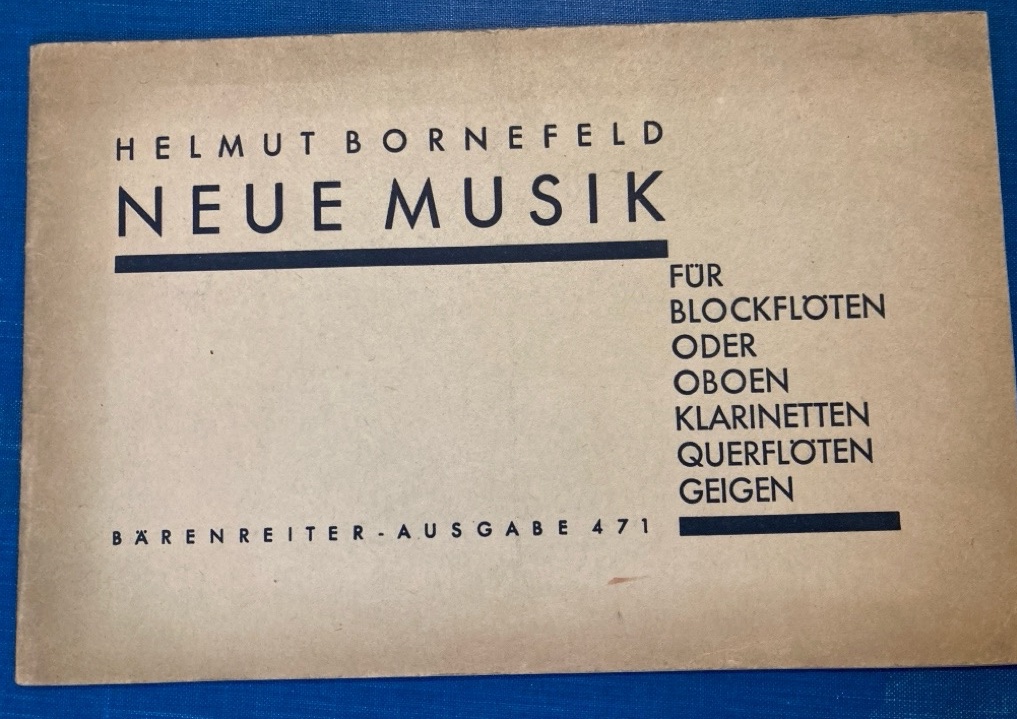 HELMUT BORNEFELD
NEUE MUSIK
FÜR
BLOCKFLÖTEN
ODER
OBOEN
KLARINETTEN
QUERFLÖTEN
GEIGEN
BÄRENREITER-AUSGABE 471